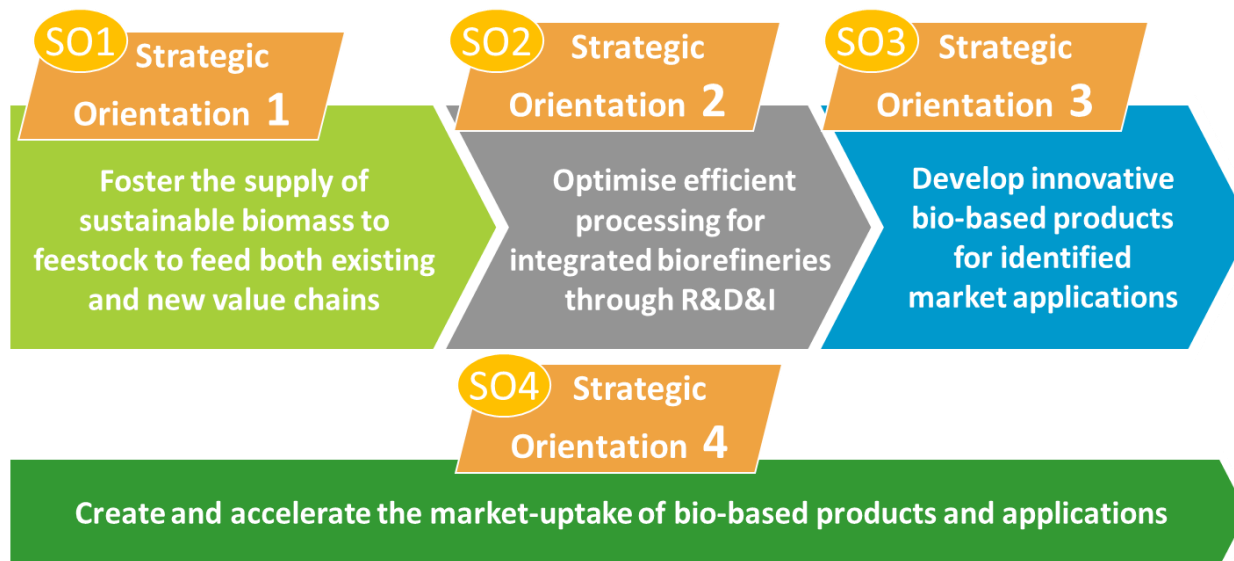 SO1
Strategic
Orientation 1
Foster the supply of
sustainable biomass to
feestock to feed both existing
and new value chains
SO2
Strategic
Orientation 2
Optimise efficient
processing for
integrated biorefineries
through R&D&I
SO3
Strategic
Orientation 3
Develop innovative
bio-based products
for identified
market applications
SO4
Strategic
Orientation 4
Create and accelerate the market-uptake of bio-based products and applications